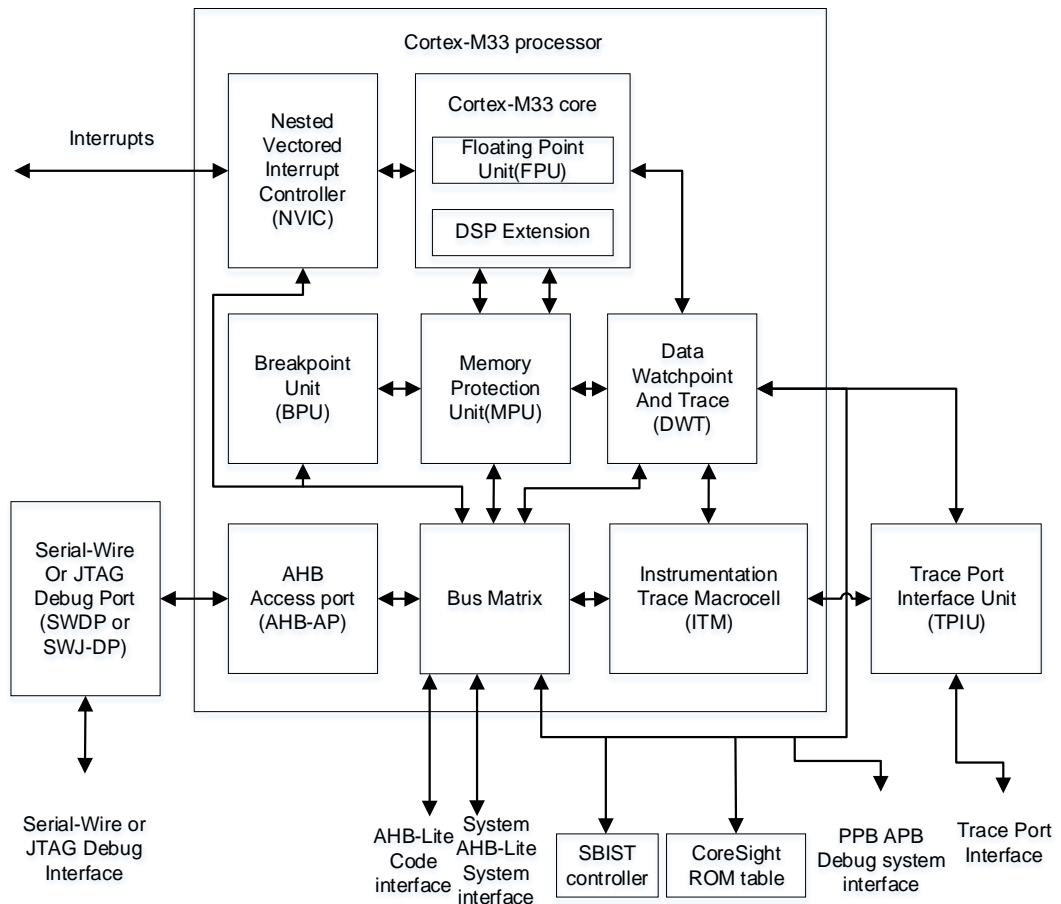 Cortex-M33 processor
Nested
Vectored
Interrupt
Controller
(NVIC)
Cortex-M33 core
Floating Point
Unit(FPU)
DSP Extension
Interrupts
Breakpoint
Unit
(BPU)
Memory
Protection
Unit(MPU)
Data
Watchpoint
And Trace
(DWT)
Serial-Wire
Or JTAG
Debug Port
(SWDP or
SWJ-DP)
AHB
Access port
(AHB-AP)
Bus Matrix
Instrumentation
Trace Macrocell
(ITM)
Trace Port
Interface Unit
(TPIU)
Serial-Wire or
JTAG Debug
Interface
AHB-Lite
Code
interface
System
AHB-Lite
System
interface
SBIST
controller
CoreSight
ROM table
PPB APB
Debug system
interface
Trace Port
Interface